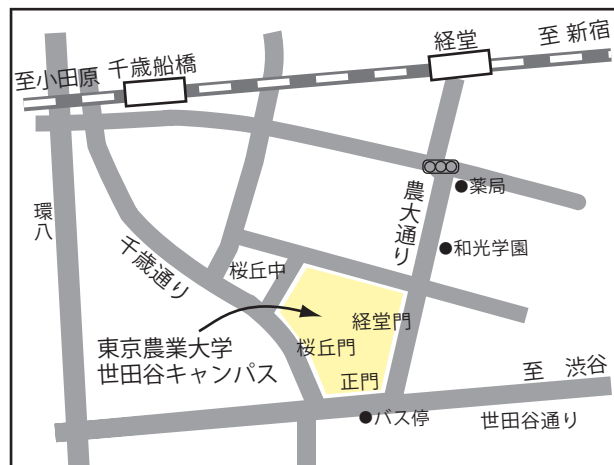 至小田原
千歳船橋
経堂
至 新宿
環八
千歳通り
農大通り
薬局
和光学園
桜丘中
経堂門
桜丘門
正門
東京農業大学
世田谷キャンパス
至 渋谷
バス停
世田谷通り